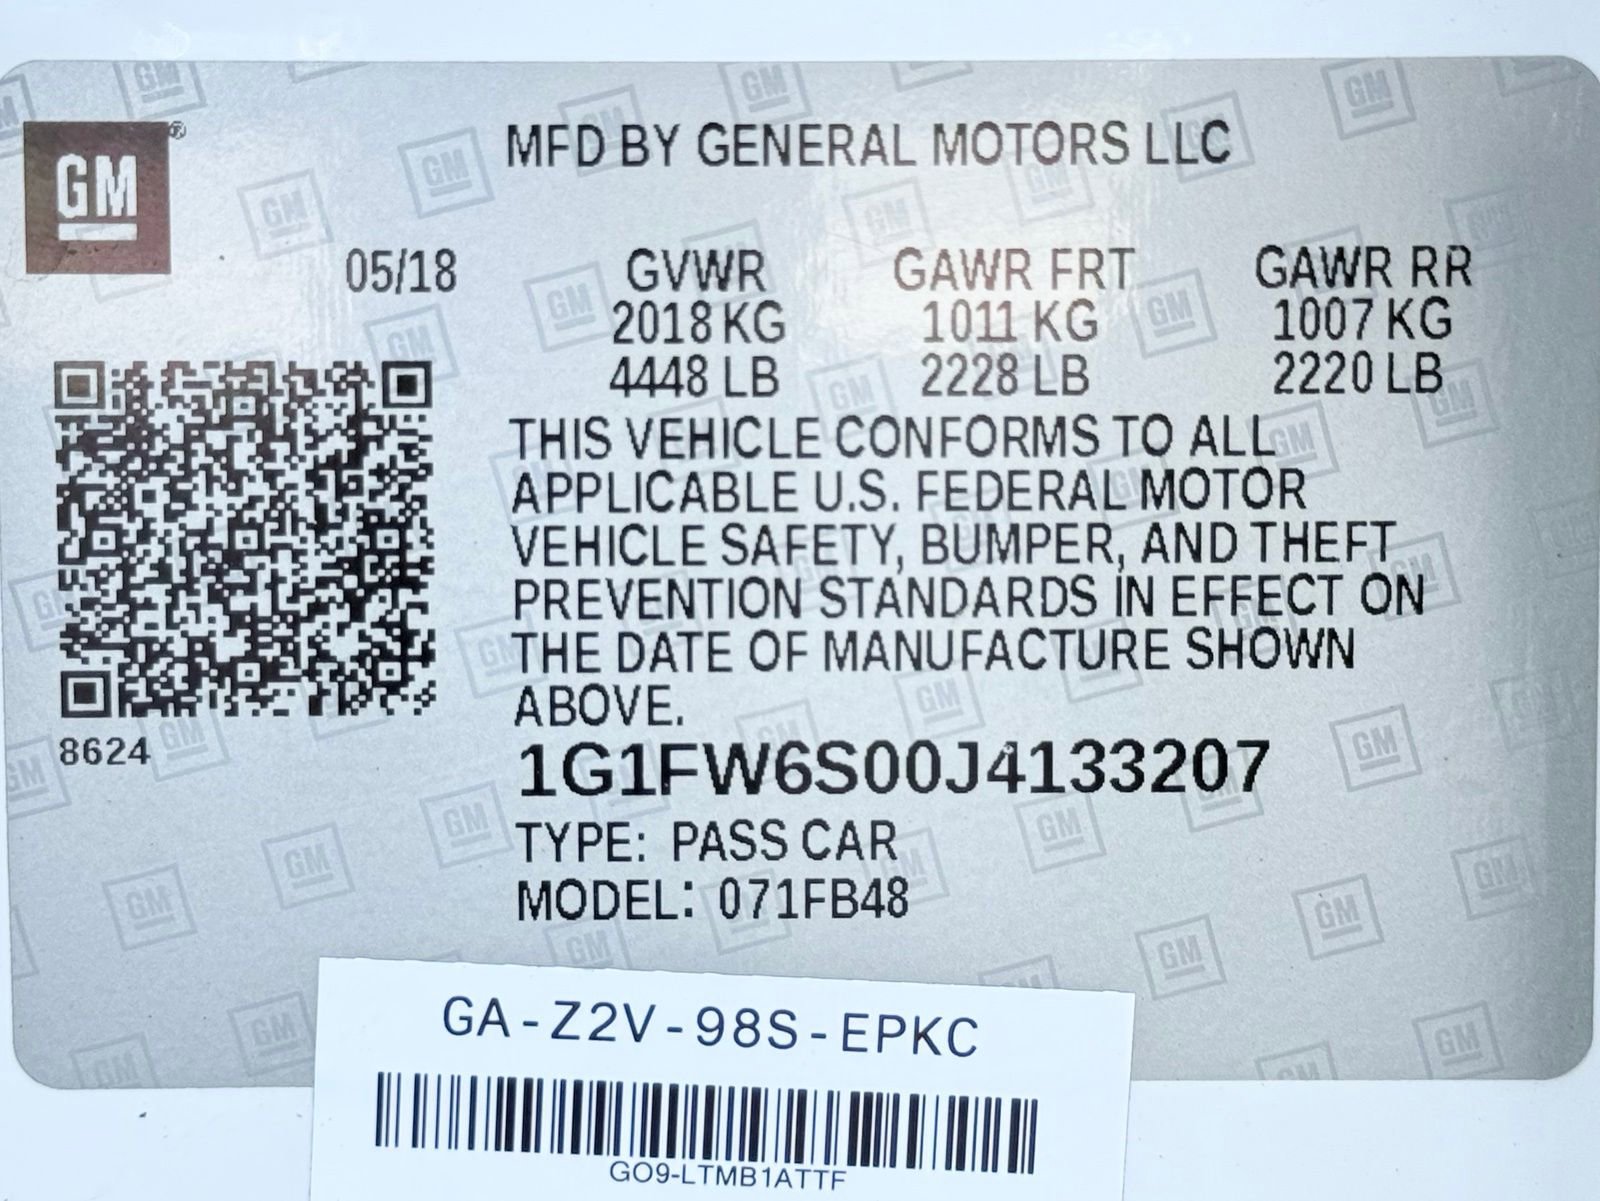 GM®
MFD BY GENERAL MOTORS LLC
05/18 GVWR GAWR FRT GAWR RR
2018 KG 1011 KG 1007 KG
4448 LB 2228 LB 2220 LB
THIS VEHICLE CONFORMS TO ALL
APPLICABLE U.S. FEDERAL MOTOR
VEHICLE SAFETY, BUMPER, AND THEFT
PREVENTION STANDARDS IN EFFECT ON
THE DATE OF MANUFACTURE SHOWN
ABOVE.
8624
1G1FW6S00J4133207
TYPE: PASS CAR
MODEL: 071FB48
GA-Z2V-98S-EPKC
GO9-LTMB1ATTF